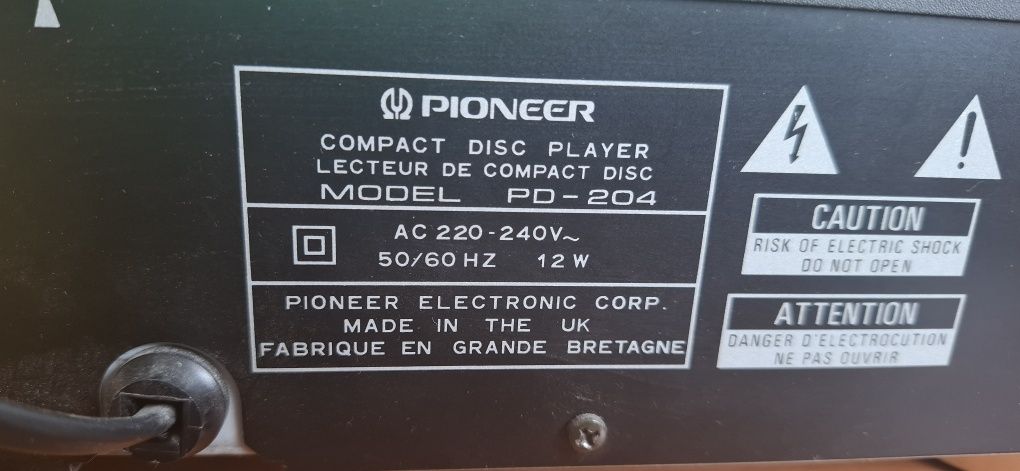 PIONEER
COMPACT DISC PLAYER
LECTEUR DE COMPACT DISC
MODEL PD-204
AC 220-240V~
50/60 HZ 12 W
PIONEER ELECTRONIC CORP.
MADE IN THE UK
FABRIQUE EN GRANDE BRETAGNE
CAUTION
RISK OF ELECTRIC SHOCK
DO NOT OPEN
ATTENTION
DANGER D'ELECTROCUTION
NE PAS OUVRIR